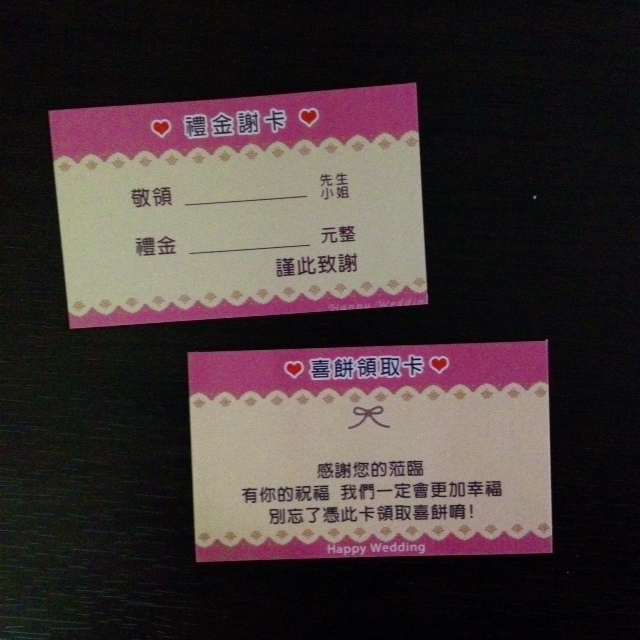 禮金謝卡
敬領 先生
小姐
禮金 元整
謹此致謝
Happy Wedding
喜餅領取卡
感謝您的蒞臨
有你的祝福 我們一定會更加幸福
別忘了憑此卡領取喜餅唷!
Happy Wedding